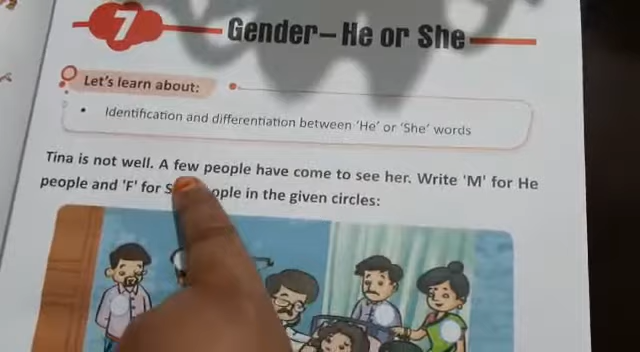 7
Gender – He or She
Let's learn about:
• Identification and differentiation between 'He' or 'She' words
Tina is not well. A few people have come to see her. Write 'M' for He
people and 'F' for in the given circles: